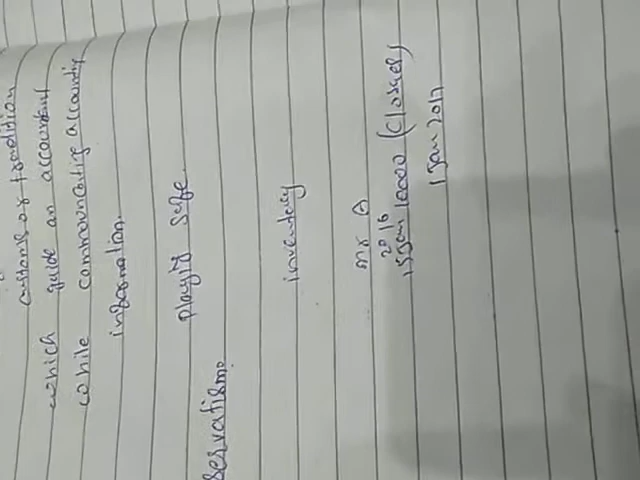 customs or tradition
which guide an accountant
while communicating accounting
information.
playing safe
servatism.
inventory
Mr A
2016
15 Jan 10000 (Closes)
1 Jan 2017